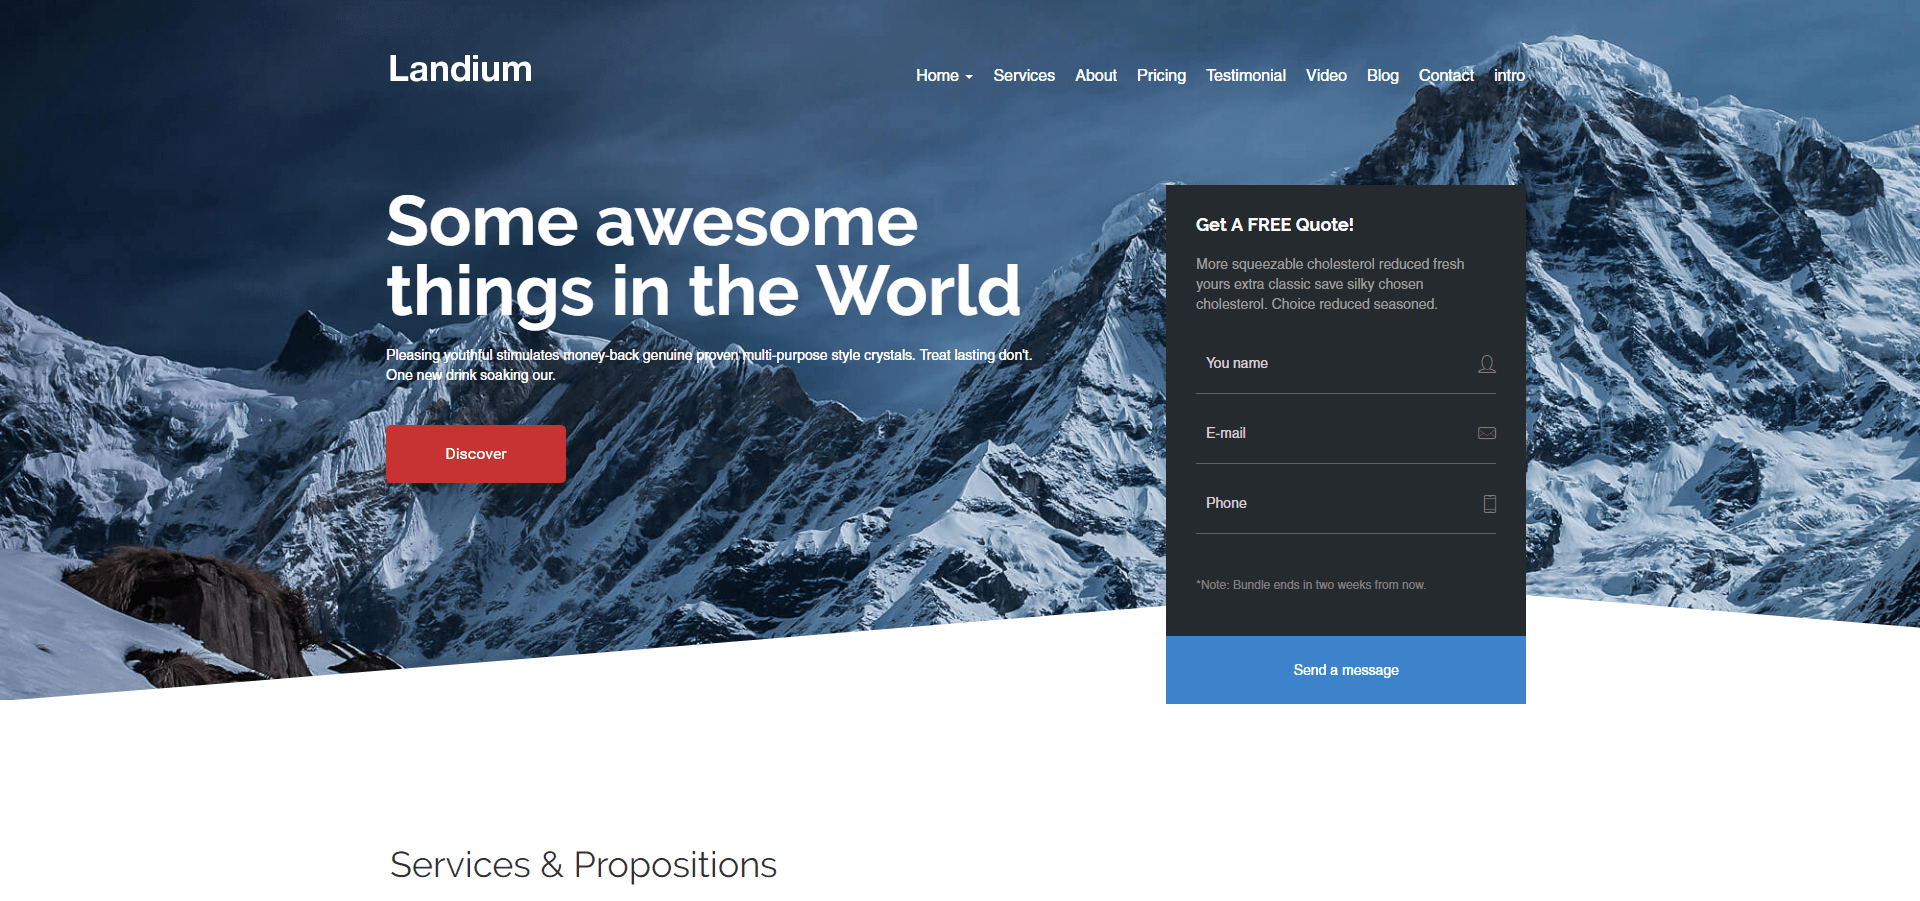 Landium
Home Services About Pricing Testimonial Video Blog Contact intro
Some awesome
things in the World
Pleasing youthful stimulates money-back genuine proven multi-purpose style crystals. Treat lasting don't.
One new drink soaking our.
Discover
Get A FREE Quote!
More squeezable cholesterol reduced fresh
yours extra classic save silky chosen
cholesterol. Choice reduced seasoned.
You name
E-mail
Phone
*Note: Bundle ends in two weeks from now.
Send a message
Services & Propositions